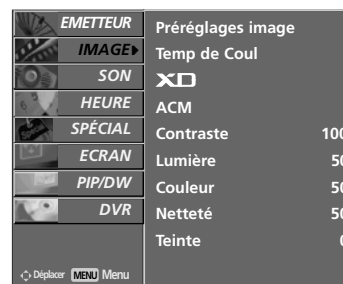 EMETTEUR
IMAGE
SON
HEURE
SPÉCIAL
ECRAN
PIP/DW
DVR
Déplacer MENU Menu
Préréglages image
Temp de Coul
XD
ACM
Contraste 100
Lumière 50
Couleur 50
Netteté 50
Teinte 0